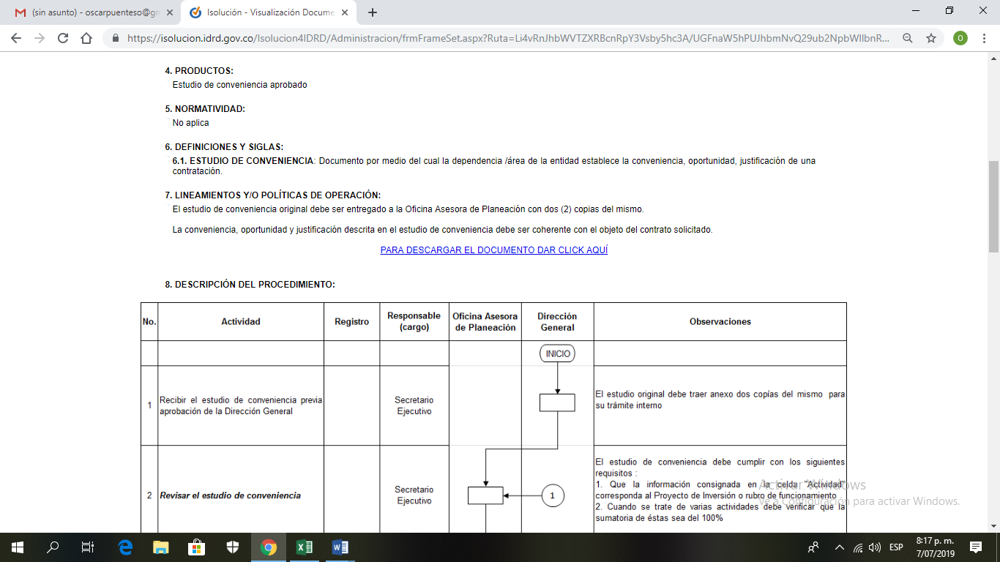 (sin asunto) - oscarpuenteso@gn
Isolución - Visualización Docume
https://isolucion.idrd.gov.co/Isolucion4IDRD/Administracion/frmFrameSet.aspx?Ruta=Li4vRnJhbWVTZXRBcnRpY3Vsby5hc3A/UGFnaW5hPUJhbmNvQ29ub2NpbWllbnR...
O
4. PRODUCTOS:
Estudio de conveniencia aprobado
5. NORMATIVIDAD:
No aplica
6. DEFINICIONES Y SIGLAS:
6.1. ESTUDIO DE CONVENIENCIA: Documento por medio del cual la dependencia /área de la entidad establece la conveniencia, oportunidad, justificación de una
contratación.
7. LINEAMIENTOS Y/O POLÍTICAS DE OPERACIÓN:
El estudio de conveniencia original debe ser entregado a la Oficina Asesora de Planeación con dos (2) copias del mismo.
La conveniencia, oportunidad y justificación descrita en el estudio de conveniencia debe ser coherente con el objeto del contrato solicitado.
PARA DESCARGAR EL DOCUMENTO DAR CLICK AQUÍ
8. DESCRIPCIÓN DEL PROCEDIMIENTO:
No. Actividad Registro Responsable (cargo) Oficina Asesora de Planeación Dirección General Observaciones
INICIO
1
Recibir el estudio de conveniencia previa
aprobación de la Dirección General
Secretario
Ejecutivo
El estudio original debe traer anexo dos copías del mismo para
su trámite interno
2
Revisar el estudio de conveniencia
Secretario
Ejecutivo
1
El estudio de conveniencia debe cumplir con los siguientes
requisitos :
1. Que la información consignada en la celda "Actividad"
corresponda al Proyecto de Inversión o rubro de funcionamiento
2. Cuando se trate de varias actividades debe verificar que la
sumatoria de éstas sea del 100%
Activar Windows
Ve a Configuración para activar Windows.
ESP
8:17 p. m.
7/07/2019